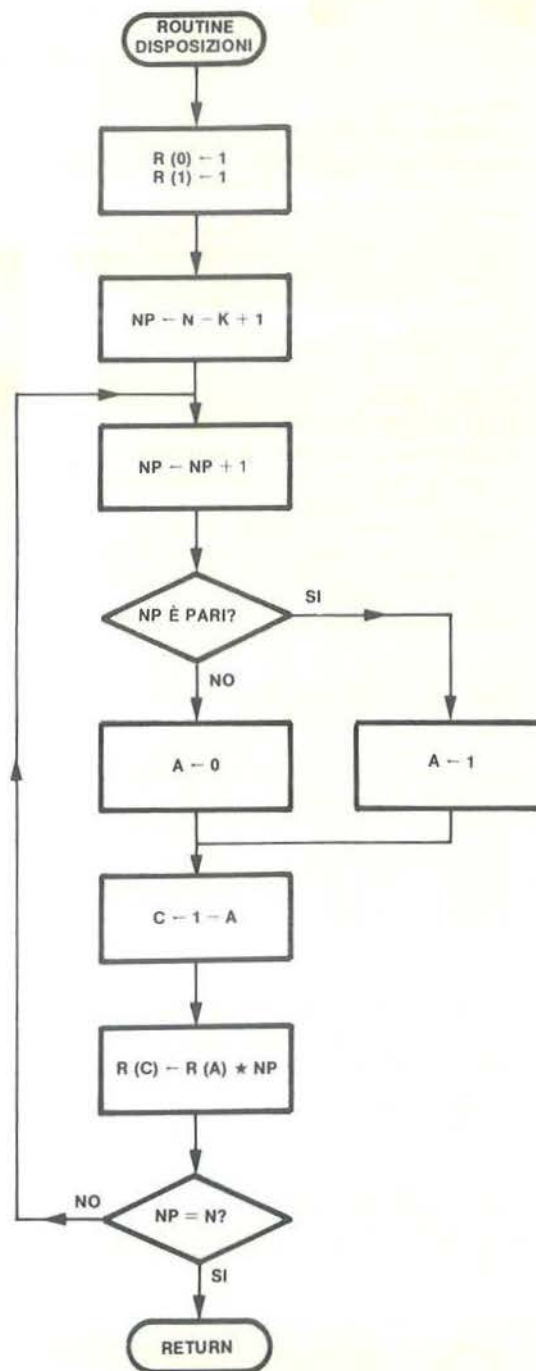 ROUTINE
DISPOSIZIONI
R (0) ← 1
R (1) ← 1
NP ← N − K + 1
NP ← NP + 1
NP È PARI?
SI
NO
A ← 0
A ← 1
C ← 1 − A
R (C) ← R (A) ★ NP
NO
NP = N?
SI
RETURN